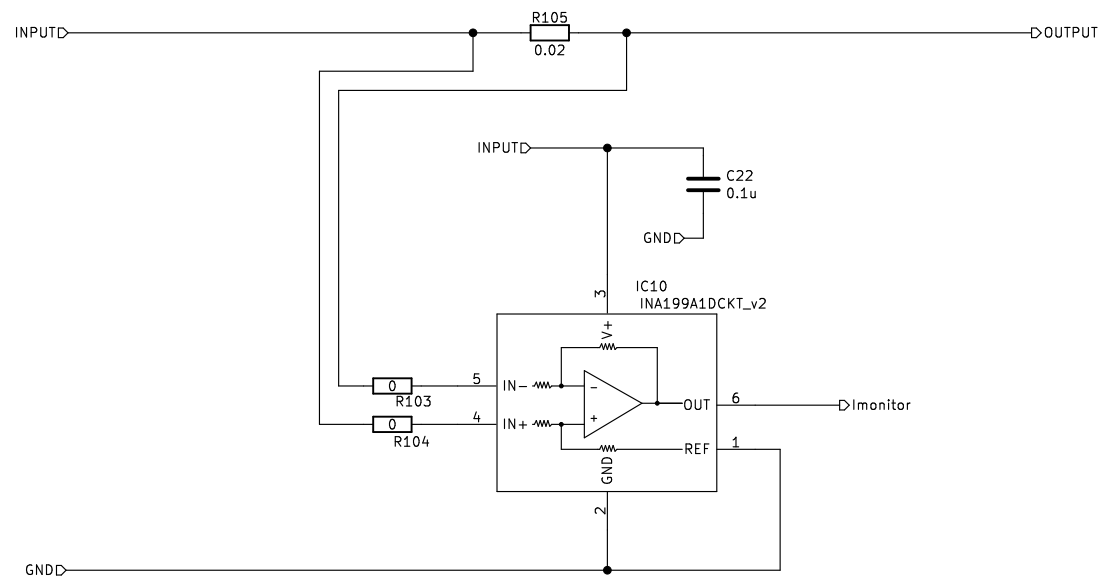 R105
INPUT
OUTPUT
0.02
INPUT
C22
0.1u
GND
IC10
INA199A1DCKT_v2
3
V+
5
IN-
0
R103
-
6
OUT
Imonitor
4
IN+
0
R104
+
1
REF
GND
2
GND